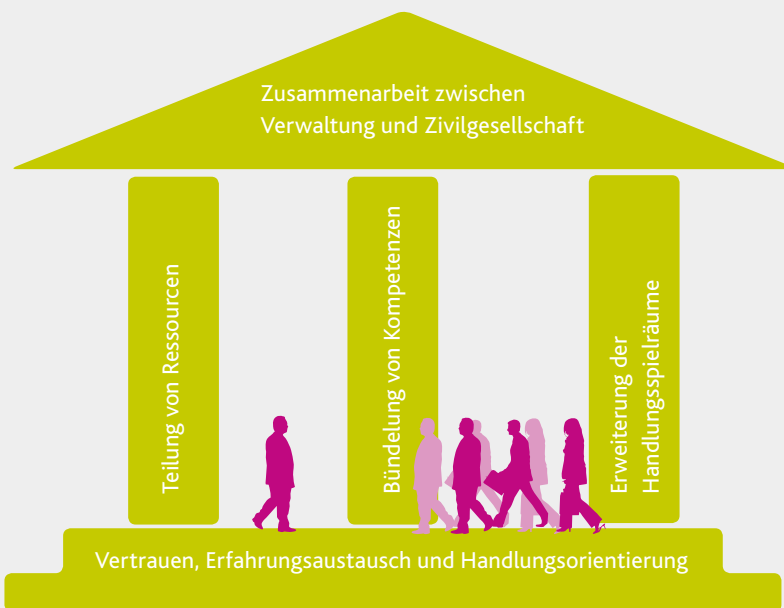 Zusammenarbeit zwischen
Verwaltung und Zivilgesellschaft
Teilung von Ressourcen
Bündelung von Kompetenzen
Erweiterung der
Handlungsspielräume
Vertrauen, Erfahrungsaustausch und Handlungsorientierung